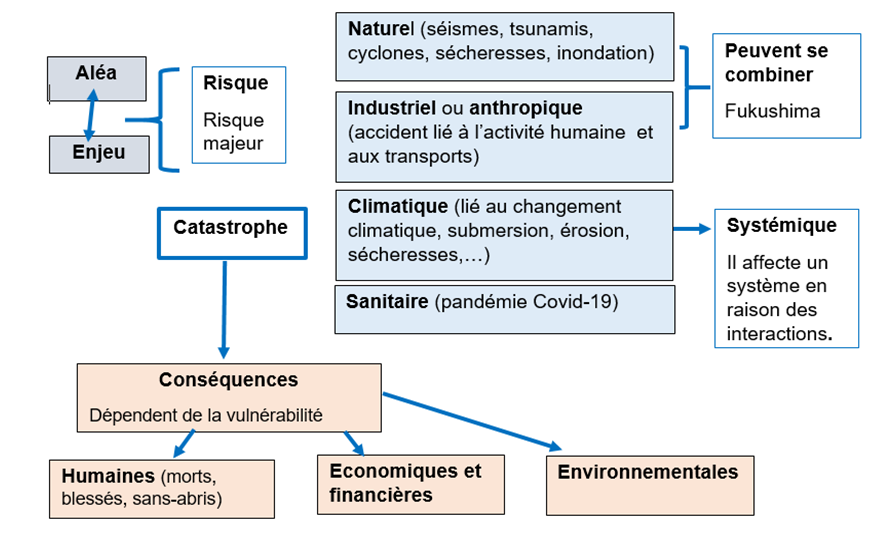 Aléa
Enjeu
Risque
Risque
majeur
Naturel (séismes, tsunamis,
cyclones, sécheresses, inondation)
Industriel ou anthropique
(accident lié à l’activité humaine et
aux transports)
Peuvent se
combiner
Fukushima
Climatique (lié au changement
climatique, submersion, érosion,
sécheresses,…)
Sanitaire (pandémie Covid-19)
Systémique
Il affecte un
système en
raison des
interactions.
Catastrophe
Conséquences
Dépendent de la vulnérabilité
Humaines (morts,
blessés, sans-abris)
Economiques et
financières
Environnementales